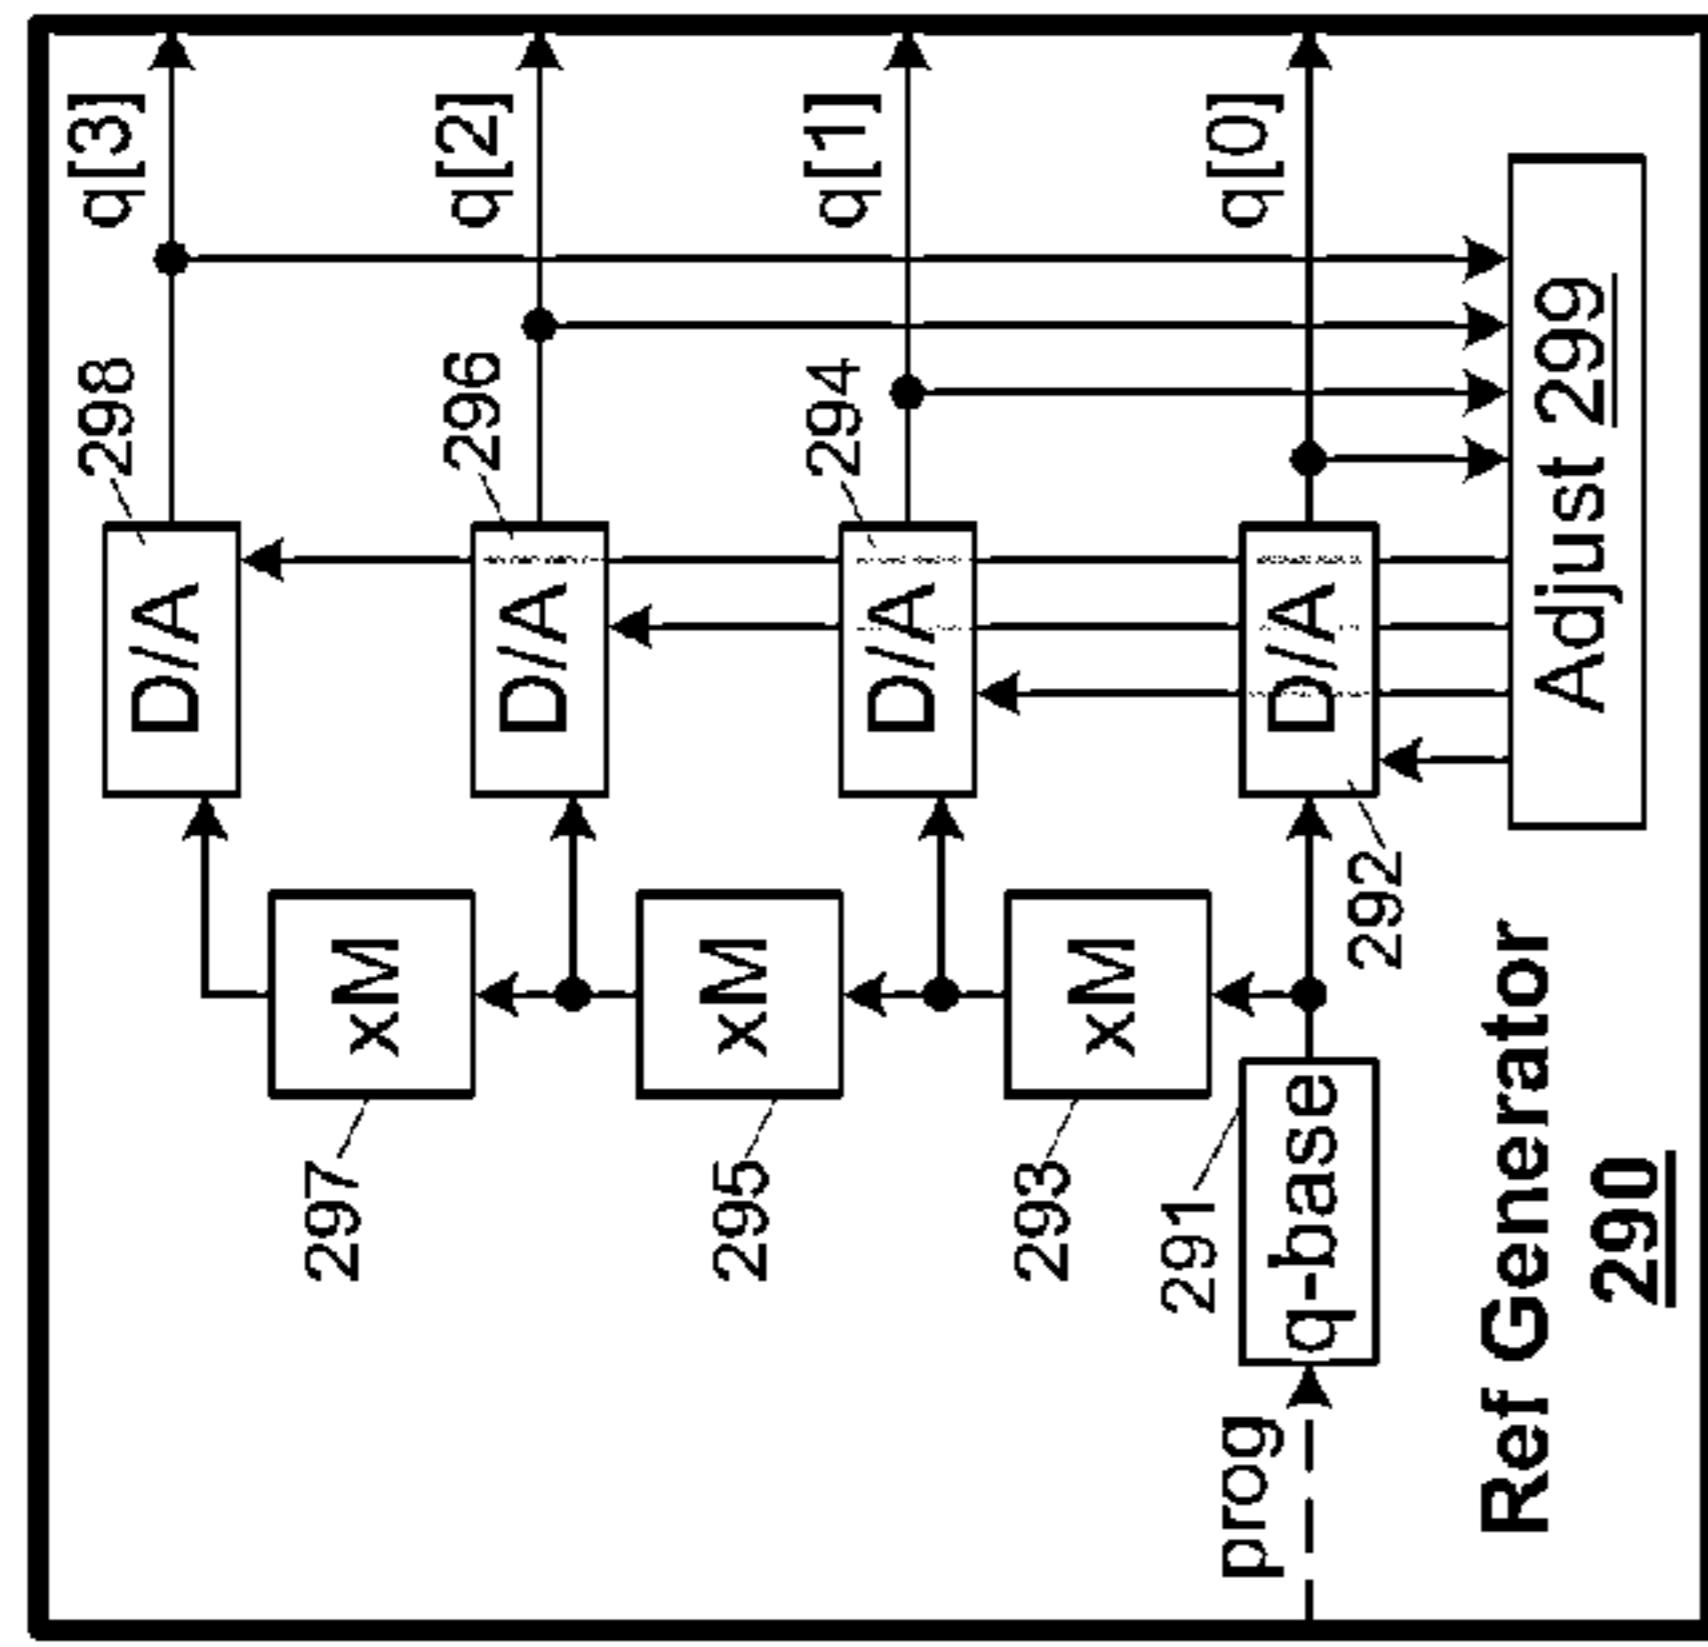 297
xM
298
D/A
q[3]
295
xM
296
D/A
q[2]
293
xM
294
D/A
q[1]
prog
291
q-base
292
D/A
q[0]
Ref Generator
290
Adjust 299